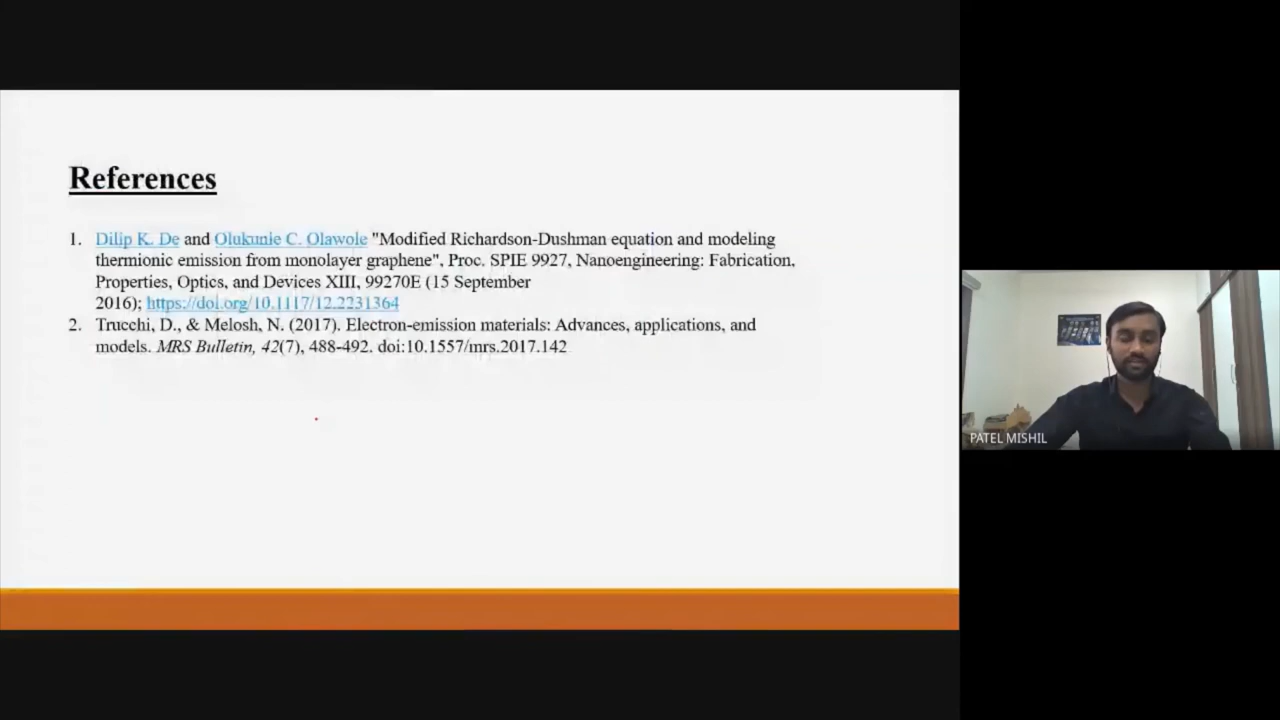 References
1. Dilip K. De and Olukunle C. Olawole "Modified Richardson-Dushman equation and modeling
thermionic emission from monolayer graphene", Proc. SPIE 9927, Nanoengineering: Fabrication,
Properties, Optics, and Devices XIII, 99270E (15 September
2016); https://doi.org/10.1117/12.2231364
2. Trucchi, D., & Melosh, N. (2017). Electron-emission materials: Advances, applications, and
models. MRS Bulletin, 42(7), 488-492. doi:10.1557/mrs.2017.142
PATEL MISHIL